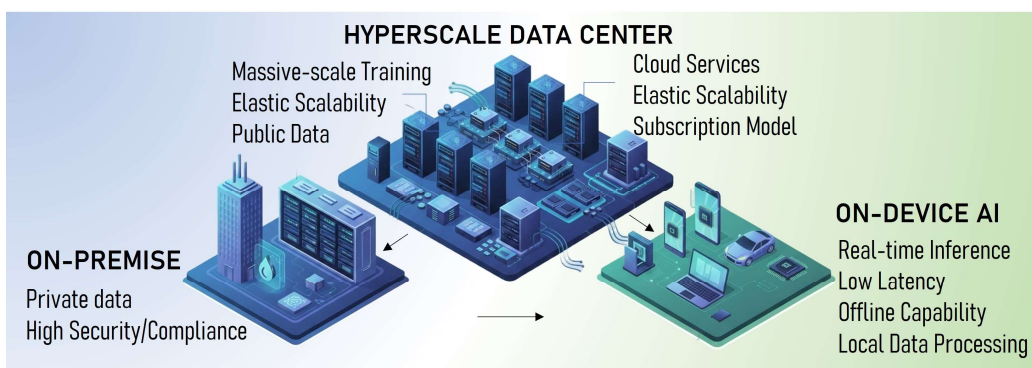 HYPERSCALE DATA CENTER
Massive-scale Training
Elastic Scalability
Public Data
Cloud Services
Elastic Scalability
Subscription Model
ON-PREMISE
Private data
High Security/Compliance
ON-DEVICE AI
Real-time Inference
Low Latency
Offline Capability
Local Data Processing